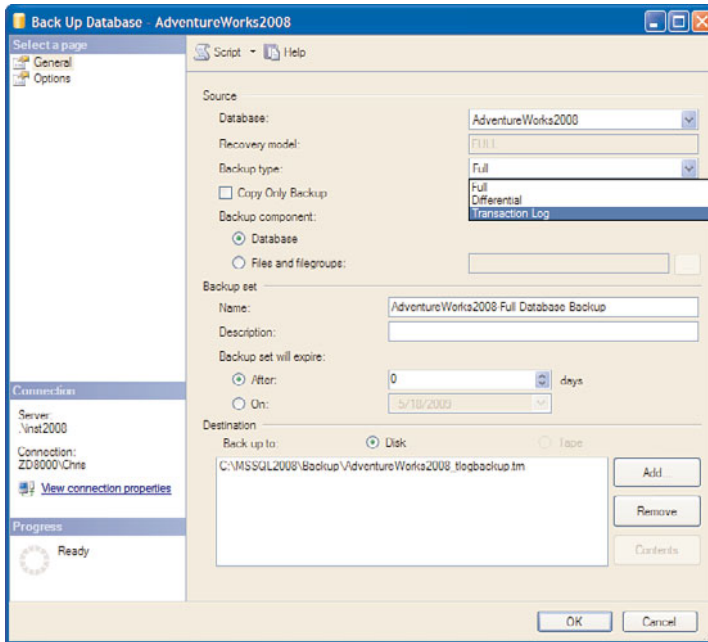 Back Up Database - AdventureWorks2008
Select a page
General
Options
Script Help
Source
Database: AdventureWorks2008
Recovery model: FULL
Backup type: Full
Full
Differential
Transaction Log
Copy Only Backup
Backup component:
Database
Files and filegroups:
Backup set
Name: AdventureWorks2008-Full Database Backup
Description:
Backup set will expire:
After: 0 days
On: 5/18/2009
Destination
Back up to: Disk Tape
C:\MSSQL2008\Backup\AdventureWorks2008_tlogbackup.trn
Add...
Remove
Contents
Connection
Server:
.\Inst2008
Connection:
ZD8000\Chris
View connection properties
Progress
Ready
OK Cancel